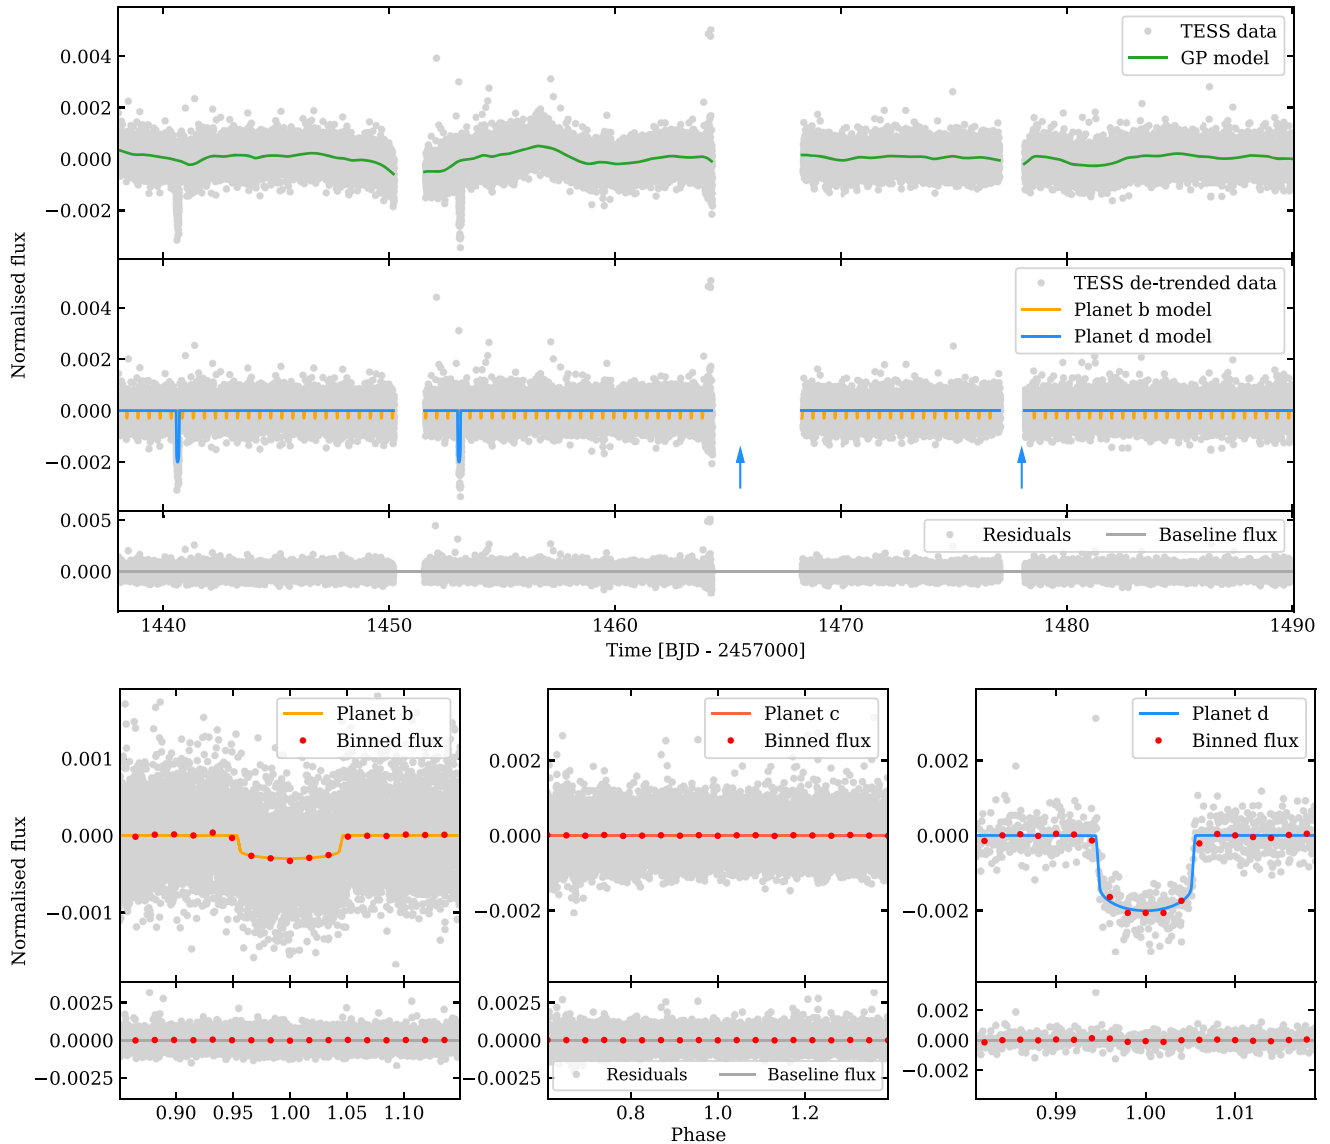 TESS data
GP model
0.004
0.002
0.000
−0.002
Normalised flux
TESS de-trended data
Planet b model
Planet d model
0.004
0.002
0.000
−0.002
Residuals
Baseline flux
0.005
0.000
1440
1450
1460
1470
1480
1490
Time [BJD - 2457000]
Planet b
Binned flux
0.001
0.000
−0.001
Normalised flux
Planet c
Binned flux
0.002
0.000
−0.002
Planet d
Binned flux
0.002
0.000
−0.002
0.0025
0.0000
−0.0025
0.90
0.95
1.00
1.05
1.10
0.0025
0.0000
−0.0025
Residuals
Baseline flux
0.8
1.0
1.2
Phase
0.002
0.000
−0.002
0.99
1.00
1.01